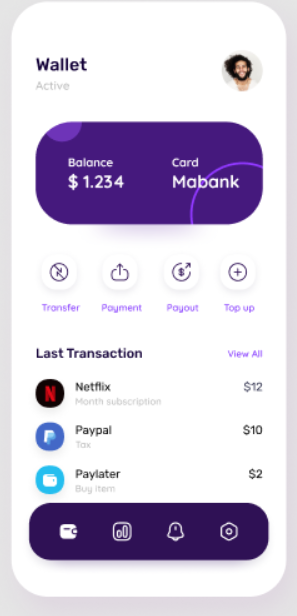 Wallet
Active
Balance
$ 1.234
Card
Mabank
Transfer
Payment
Payout
Top up
Last Transaction
View All
Netflix
$12
Month subscription
Paypal
$10
Tax
Paylater
$2
Buy Item